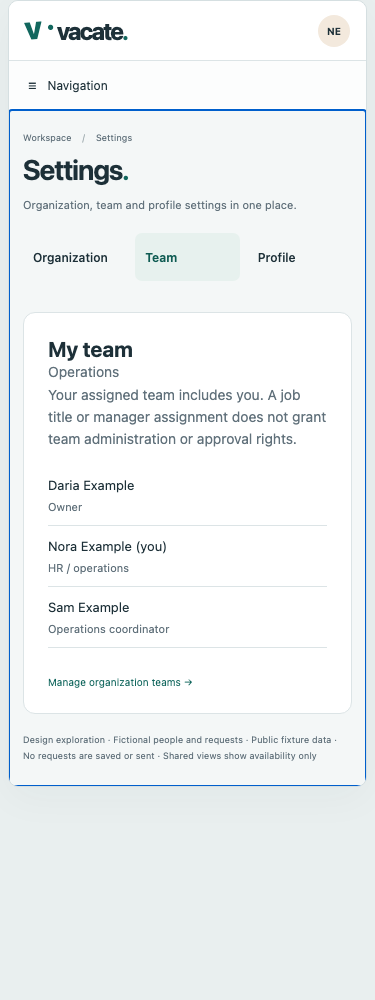 vacate.
NE
≡ Navigation
Workspace / Settings
Settings.
Organization, team and profile settings in one place.
Organization Team Profile
My team
Operations
Your assigned team includes you. A job
title or manager assignment does not grant
team administration or approval rights.
Daria Example
Owner
Nora Example (you)
HR / operations
Sam Example
Operations coordinator
Manage organization teams →
Design exploration · Fictional people and requests · Public fixture data ·
No requests are saved or sent · Shared views show availability only